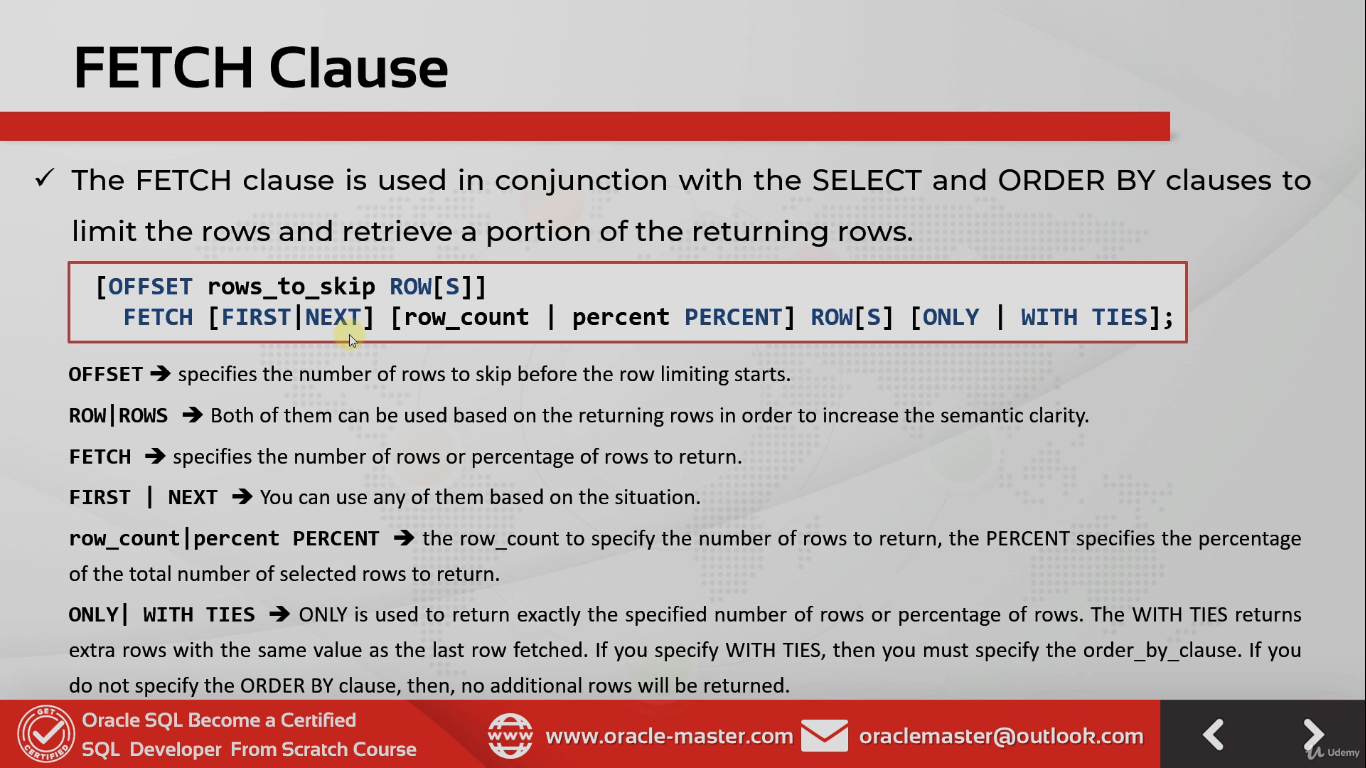 FETCH Clause
✓ The FETCH clause is used in conjunction with the SELECT and ORDER BY clauses to
limit the rows and retrieve a portion of the returning rows.
[OFFSET rows_to_skip ROW[S]]
FETCH [FIRST|NEXT] [row_count | percent PERCENT] ROW[S] [ONLY | WITH TIES];
OFFSET ➔ specifies the number of rows to skip before the row limiting starts.
ROW|ROWS ➔ Both of them can be used based on the returning rows in order to increase the semantic clarity.
FETCH ➔ specifies the number of rows or percentage of rows to return.
FIRST | NEXT ➔ You can use any of them based on the situation.
row_count|percent PERCENT ➔ the row_count to specify the number of rows to return, the PERCENT specifies the percentage
of the total number of selected rows to return.
ONLY| WITH TIES ➔ ONLY is used to return exactly the specified number of rows or percentage of rows. The WITH TIES returns
extra rows with the same value as the last row fetched. If you specify WITH TIES, then you must specify the order_by_clause. If you
do not specify the ORDER BY clause, then, no additional rows will be returned.
GET CERTIFIED
Oracle SQL Become a Certified
SQL Developer From Scratch Course
www
www.oracle-master.com
oraclemaster@outlook.com
Udemy